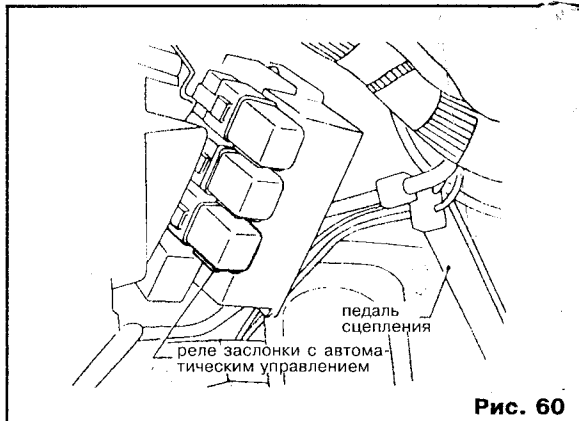 педаль
сцепления
реле заслонки с автома-
тическим управлением
Рис. 60